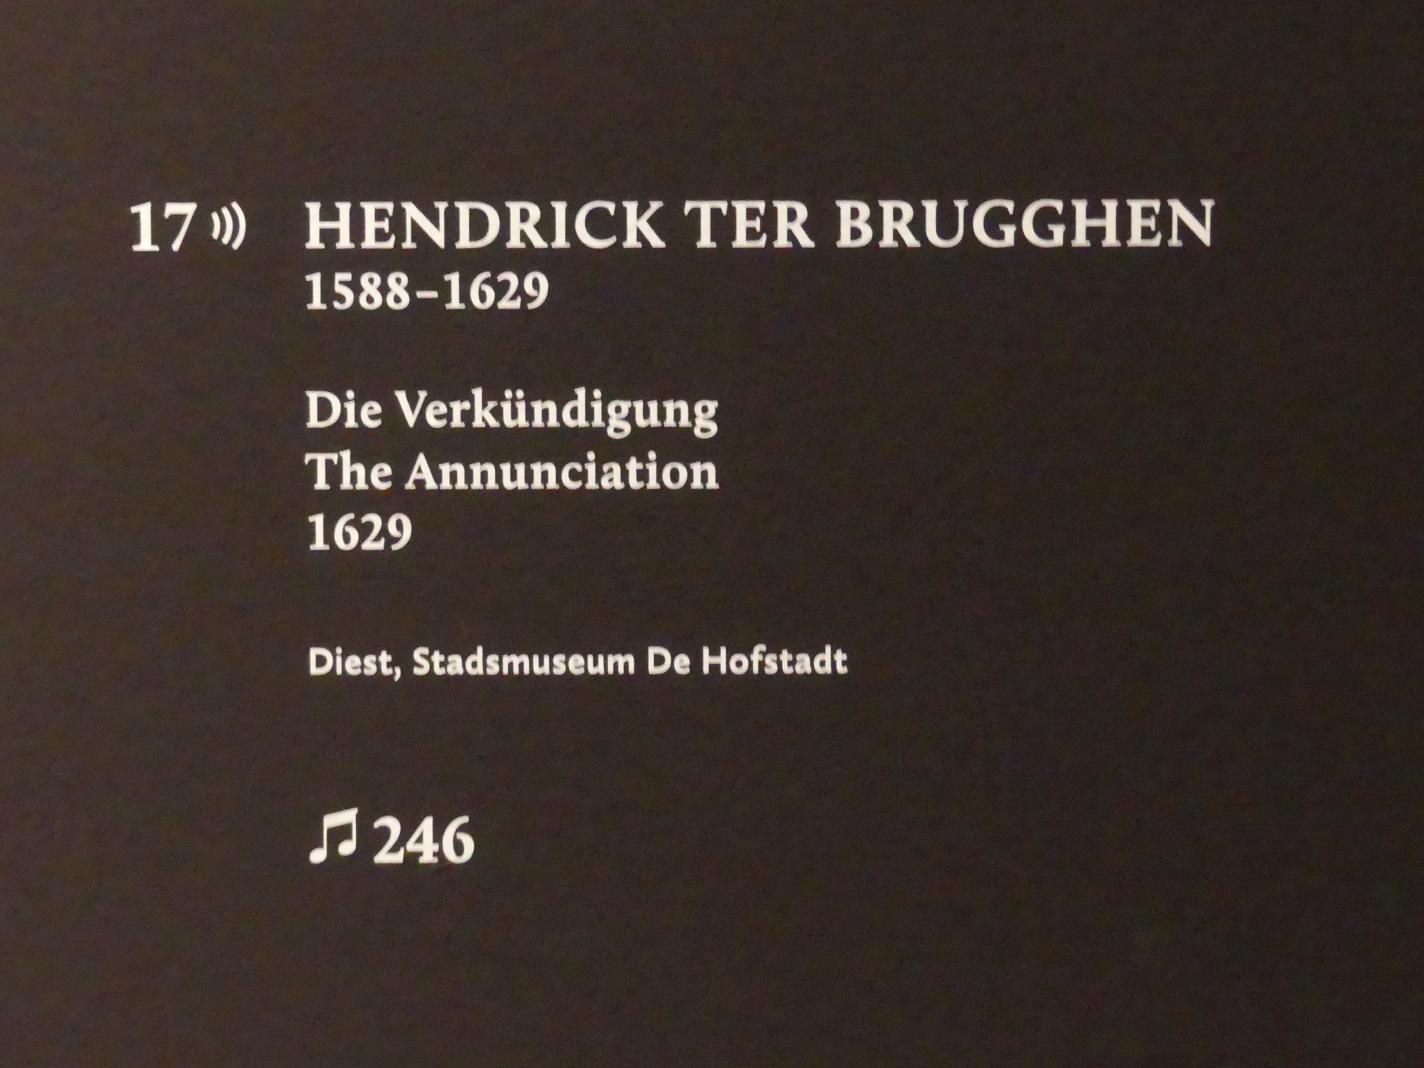 17 HENDRICK TER BRUGGHEN
1588–1629
Die Verkündigung
The Annunciation
1629
Diest, Stadsmuseum De Hofstadt
246